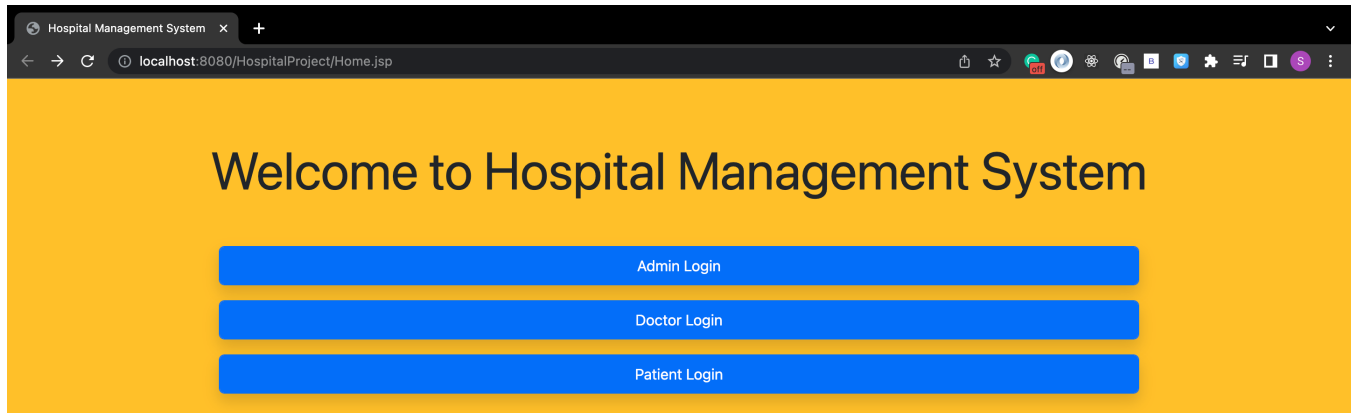 Hospital Management System
localhost:8080/HospitalProject/Home.jsp
off
B
S
Welcome to Hospital Management System
Admin Login
Doctor Login
Patient Login